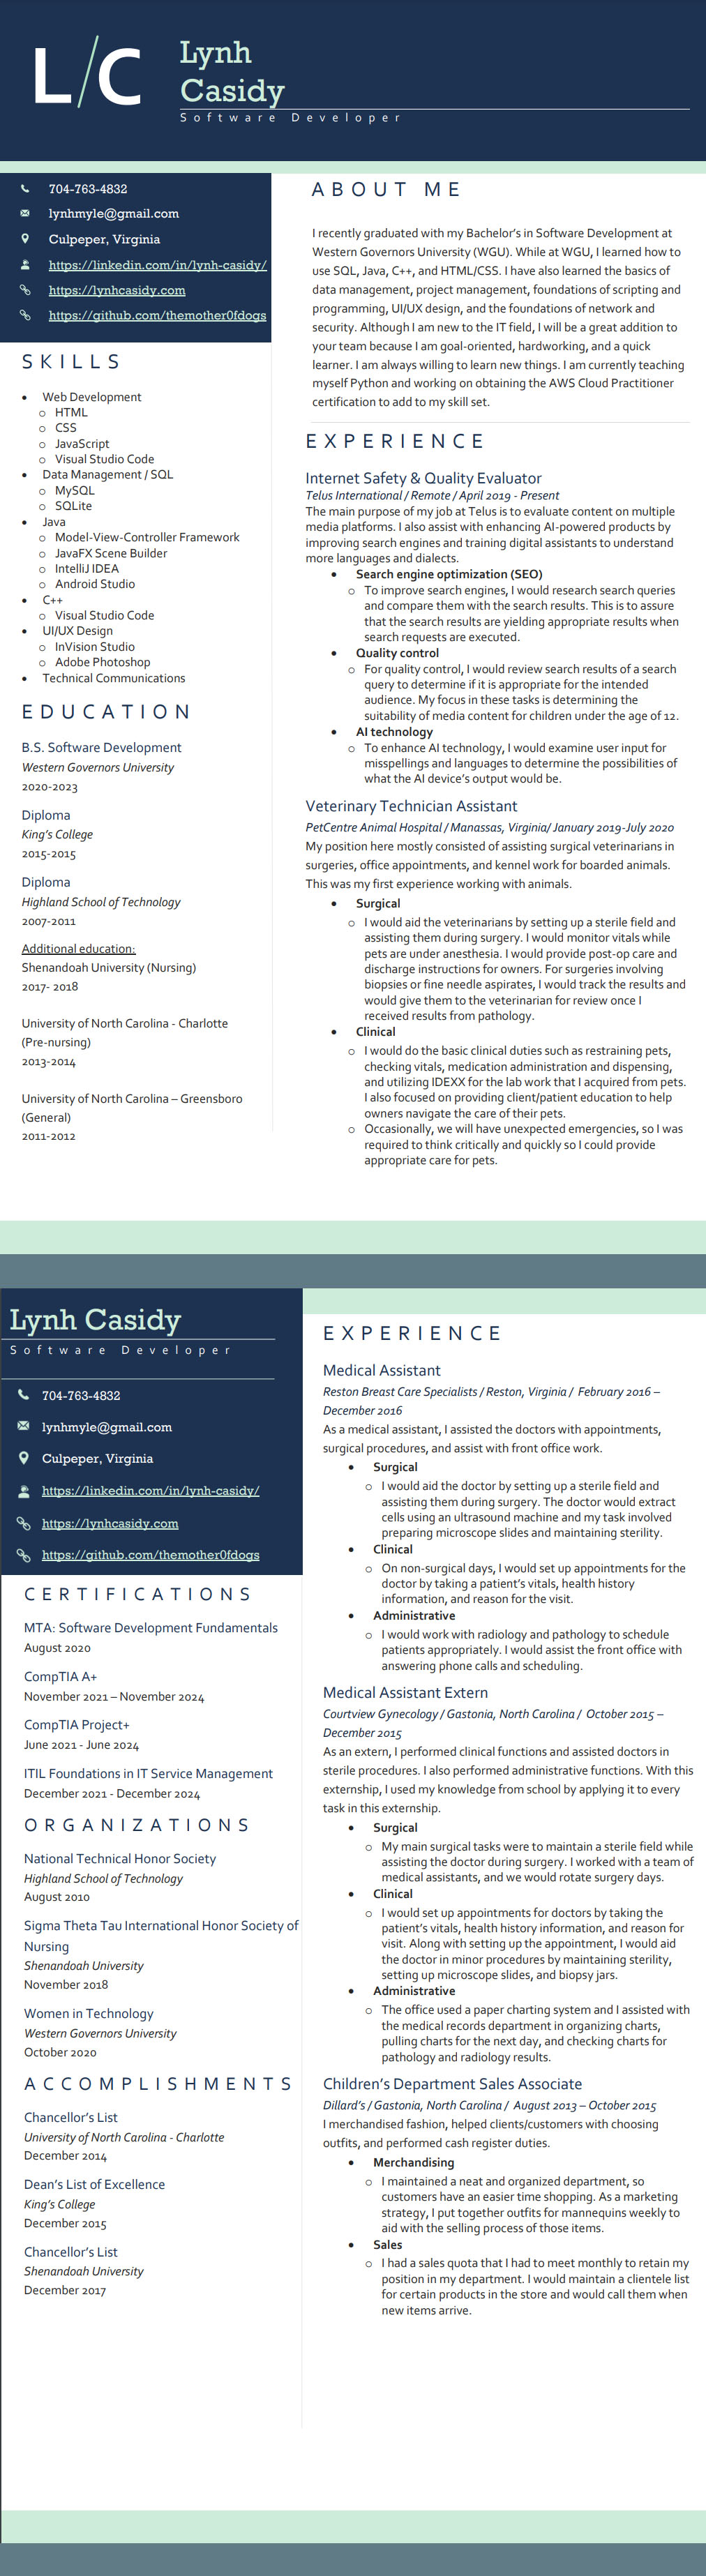 L/C
Lynh
Casidy
Software Developer
704-763-4832
lynhmyle@gmail.com
Culpeper, Virginia
https://linkedin.com/in/lynh-casidy/
https://lynhcasidy.com
https://github.com/themother0fdogs
SKILLS
• Web Development
o HTML
o CSS
o JavaScript
o Visual Studio Code
• Data Management / SQL
o MySQL
o SQLite
• Java
o Model-View-Controller Framework
o JavaFX Scene Builder
o IntelliJ IDEA
o Android Studio
• C++
o Visual Studio Code
• UI/UX Design
o InVision Studio
o Adobe Photoshop
• Technical Communications
EDUCATION
B.S. Software Development
Western Governors University
2020-2023
Diploma
King's College
2015-2015
Diploma
Highland School of Technology
2007-2011
Additional education:
Shenandoah University (Nursing)
2017- 2018
University of North Carolina - Charlotte
(Pre-nursing)
2013-2014
University of North Carolina – Greensboro
(General)
2011-2012
ABOUT ME
I recently graduated with my Bachelor's in Software Development at
Western Governors University (WGU). While at WGU, I learned how to
use SQL, Java, C++, and HTML/CSS. I have also learned the basics of
data management, project management, foundations of scripting and
programming, UI/UX design, and the foundations of network and
security. Although I am new to the IT field, I will be a great addition to
your team because I am goal-oriented, hardworking, and a quick
learner. I am always willing to learn new things. I am currently teaching
myself Python and working on obtaining the AWS Cloud Practitioner
certification to add to my skill set.
EXPERIENCE
Internet Safety & Quality Evaluator
Telus International / Remote / April 2019 - Present
The main purpose of my job at Telus is to evaluate content on multiple
media platforms. I also assist with enhancing AI-powered products by
improving search engines and training digital assistants to understand
more languages and dialects.
• Search engine optimization (SEO)
o To improve search engines, I would research search queries
and compare them with the search results. This is to assure
that the search results are yielding appropriate results when
search requests are executed.
• Quality control
o For quality control, I would review search results of a search
query to determine if it is appropriate for the intended
audience. My focus in these tasks is determining the
suitability of media content for children under the age of 12.
• AI technology
o To enhance AI technology, I would examine user input for
misspellings and languages to determine the possibilities of
what the AI device's output would be.
Veterinary Technician Assistant
PetCentre Animal Hospital / Manassas, Virginia/ January 2019-July 2020
My position here mostly consisted of assisting surgical veterinarians in
surgeries, office appointments, and kennel work for boarded animals.
This was my first experience working with animals.
• Surgical
o I would aid the veterinarians by setting up a sterile field and
assisting them during surgery. I would monitor vitals while
pets are under anesthesia. I would provide post-op care and
discharge instructions for owners. For surgeries involving
biopsies or fine needle aspirates, I would track the results and
would give them to the veterinarian for review once I
received results from pathology.
• Clinical
o I would do the basic clinical duties such as restraining pets,
checking vitals, medication administration and dispensing,
and utilizing IDEXX for the lab work that I acquired from pets.
I also focused on providing client/patient education to help
owners navigate the care of their pets.
o Occasionally, we will have unexpected emergencies, so I was
required to think critically and quickly so I could provide
appropriate care for pets.
Lynh Casidy
Software Developer
704-763-4832
lynhmyle@gmail.com
Culpeper, Virginia
https://linkedin.com/in/lynh-casidy/
https://lynhcasidy.com
https://github.com/themother0fdogs
CERTIFICATIONS
MTA: Software Development Fundamentals
August 2020
CompTIA A+
November 2021 – November 2024
CompTIA Project+
June 2021 - June 2024
ITIL Foundations in IT Service Management
December 2021 - December 2024
ORGANIZATIONS
National Technical Honor Society
Highland School of Technology
August 2010
Sigma Theta Tau International Honor Society of
Nursing
Shenandoah University
November 2018
Women in Technology
Western Governors University
October 2020
ACCOMPLISHMENTS
Chancellor's List
University of North Carolina - Charlotte
December 2014
Dean's List of Excellence
King's College
December 2015
Chancellor's List
Shenandoah University
December 2017
EXPERIENCE
Medical Assistant
Reston Breast Care Specialists / Reston, Virginia / February 2016 –
December 2016
As a medical assistant, I assisted the doctors with appointments,
surgical procedures, and assist with front office work.
• Surgical
o I would aid the doctor by setting up a sterile field and
assisting them during surgery. The doctor would extract
cells using an ultrasound machine and my task involved
preparing microscope slides and maintaining sterility.
• Clinical
o On non-surgical days, I would set up appointments for the
doctor by taking a patient's vitals, health history
information, and reason for the visit.
• Administrative
o I would work with radiology and pathology to schedule
patients appropriately. I would assist the front office with
answering phone calls and scheduling.
Medical Assistant Extern
Courtview Gynecology / Gastonia, North Carolina / October 2015 –
December 2015
As an extern, I performed clinical functions and assisted doctors in
sterile procedures. I also performed administrative functions. With this
externship, I used my knowledge from school by applying it to every
task in this externship.
• Surgical
o My main surgical tasks were to maintain a sterile field while
assisting the doctor during surgery. I worked with a team of
medical assistants, and we would rotate surgery days.
• Clinical
o I would set up appointments for doctors by taking the
patient's vitals, health history information, and reason for
visit. Along with setting up the appointment, I would aid
the doctor in minor procedures by maintaining sterility,
setting up microscope slides, and biopsy jars.
• Administrative
o The office used a paper charting system and I assisted with
the medical records department in organizing charts,
pulling charts for the next day, and checking charts for
pathology and radiology results.
Children's Department Sales Associate
Dillard's / Gastonia, North Carolina / August 2013 – October 2015
I merchandised fashion, helped clients/customers with choosing
outfits, and performed cash register duties.
• Merchandising
o I maintained a neat and organized department, so
customers have an easier time shopping. As a marketing
strategy, I put together outfits for mannequins weekly to
aid with the selling process of those items.
• Sales
o I had a sales quota that I had to meet monthly to retain my
position in my department. I would maintain a clientele list
for certain products in the store and would call them when
new items arrive.